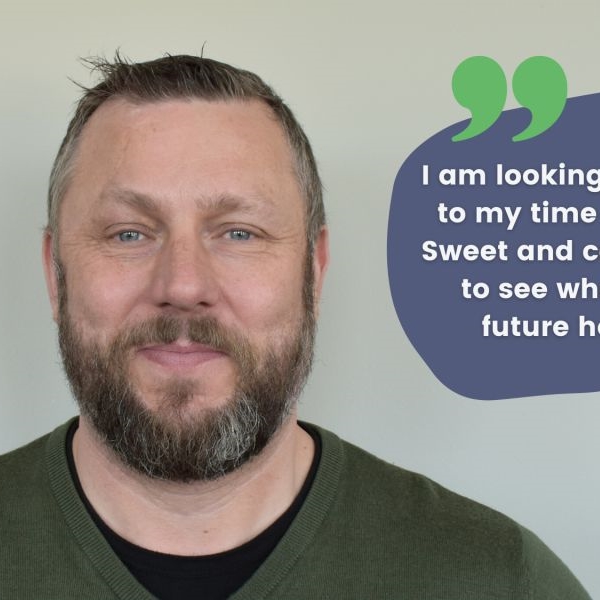 I am looking
to my time
Sweet and c
to see wh
future h